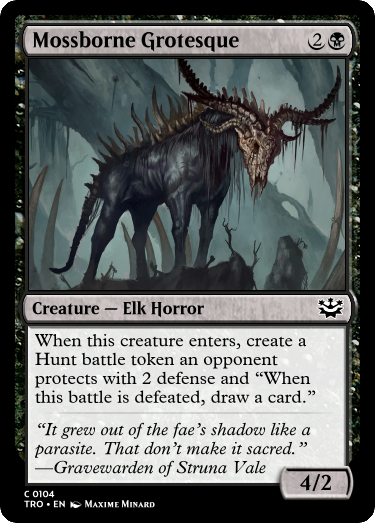 Mossborne Grotesque 2
Creature — Elk Horror
When this creature enters, create a
Hunt battle token an opponent
protects with 2 defense and “When
this battle is defeated, draw a card.”
“It grew out of the fae’s shadow like a
parasite. That don’t make it sacred.”
—Gravewarden of Struna Vale
4/2
C 0104
TRO • EN Maxime Minard